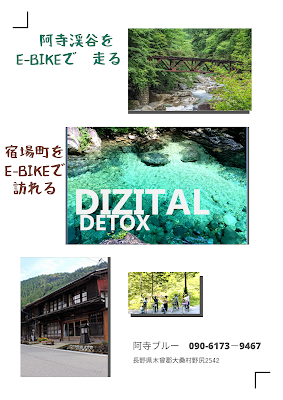 阿寺渓谷を
E-BIKEで　走る
宿場町を
E-BIKEで
訪れる
DIZITAL
DETOX
阿寺ブルー　090-6173－9467
長野県木曾郡大桑村野尻2542